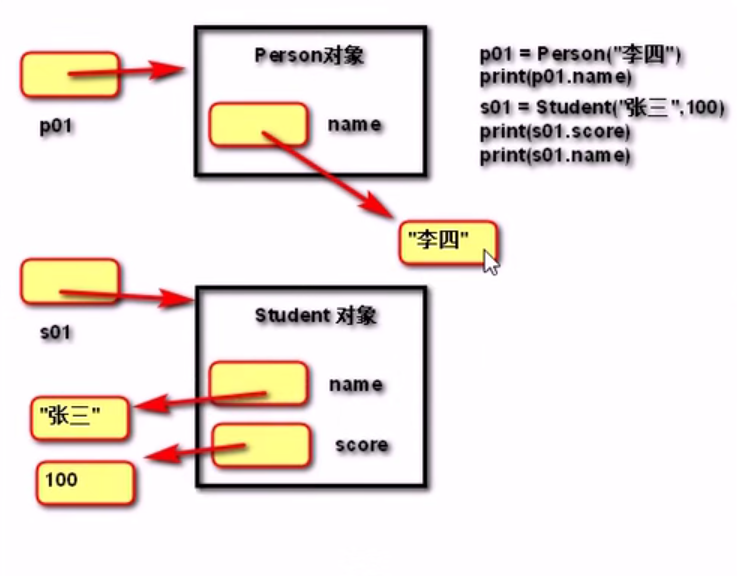 Person对象
p01
name
"李四"
s01
Student 对象
name
"张三"
score
100
p01 = Person("李四")
print(p01.name)
s01 = Student("张三",100)
print(s01.score)
print(s01.name)